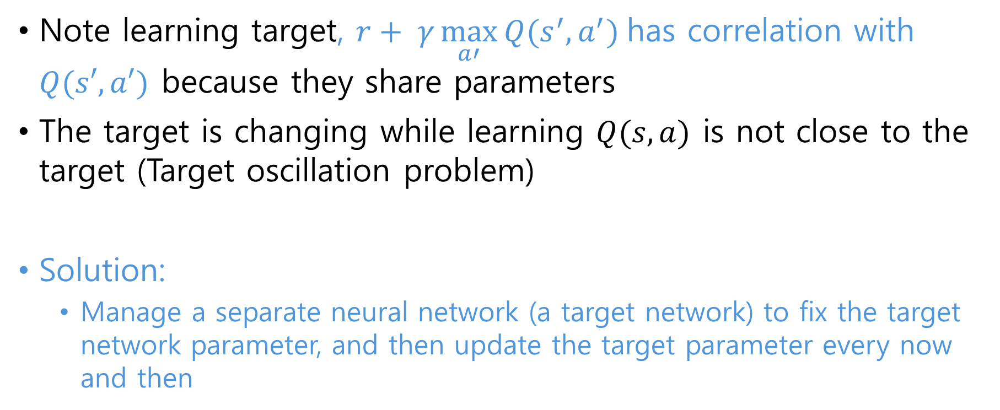 • Note learning target, r + γ max Q(s′, a′) has correlation with
a′
Q(s′, a′) because they share parameters
• The target is changing while learning Q(s, a) is not close to the
target (Target oscillation problem)
• Solution:
• Manage a separate neural network (a target network) to fix the target
network parameter, and then update the target parameter every now
and then